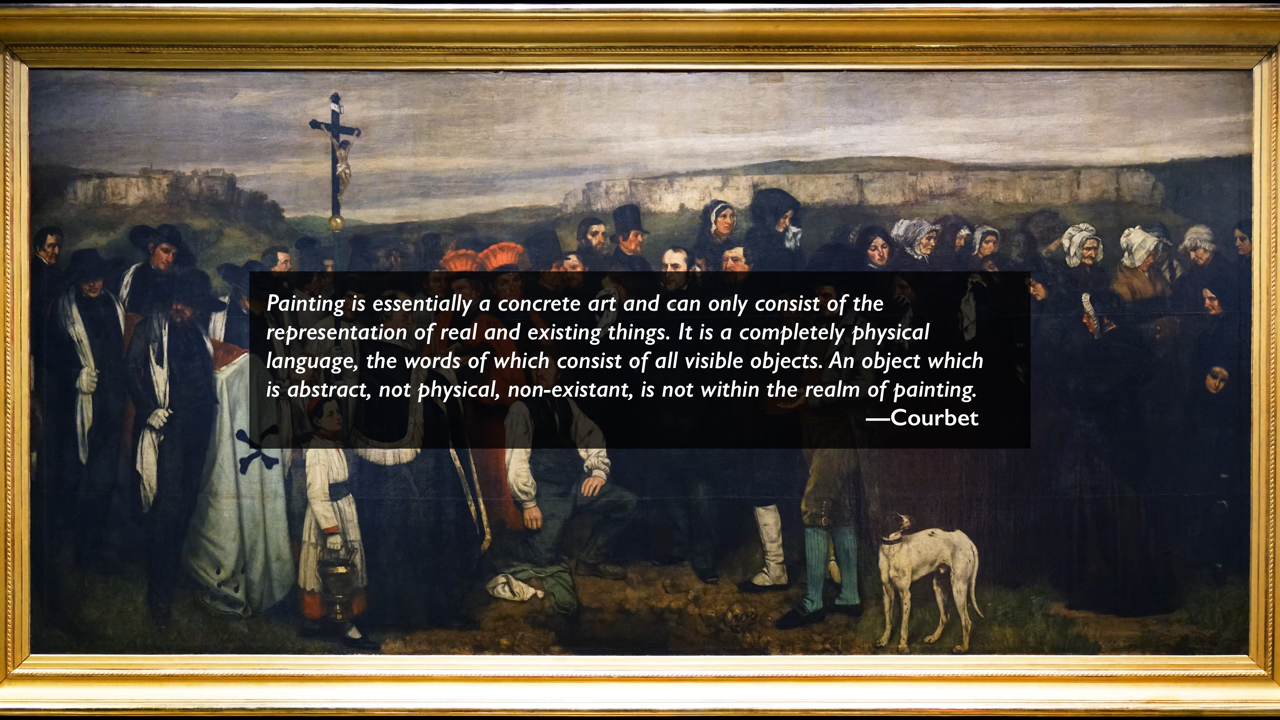 Painting is essentially a concrete art and can only consist of the
representation of real and existing things. It is a completely physical
language, the words of which consist of all visible objects. An object which
is abstract, not physical, non-existant, is not within the realm of painting.
—Courbet